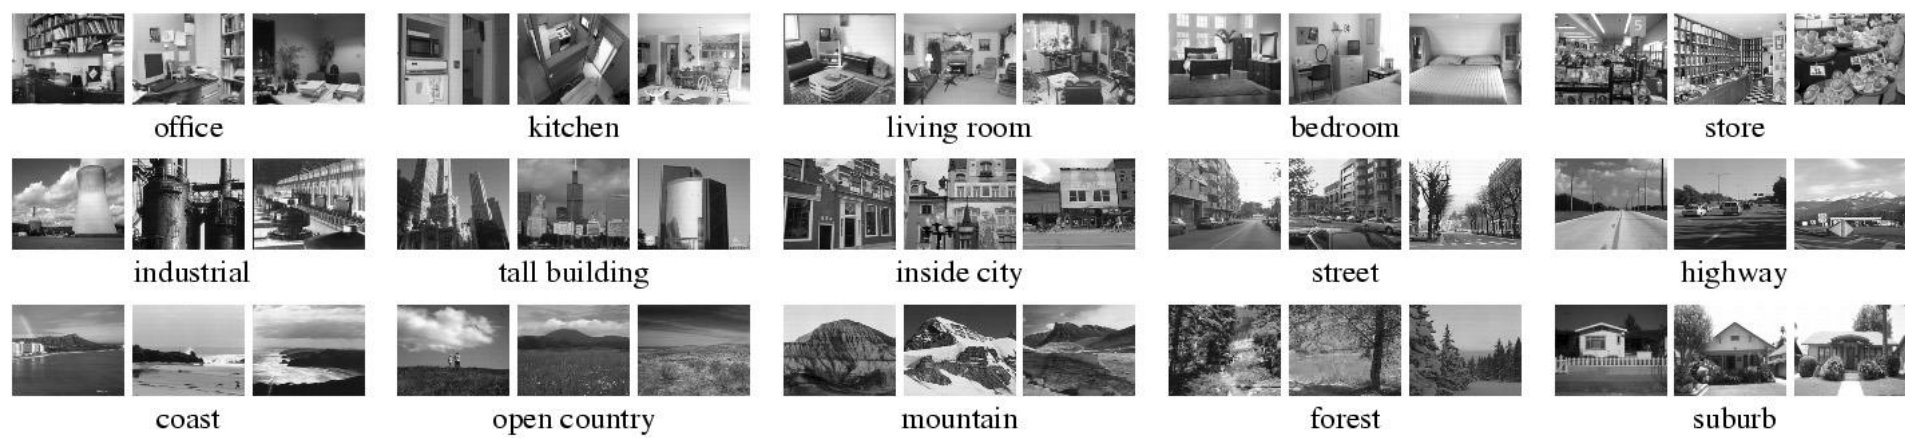 office kitchen living room bedroom store
industrial tall building inside city street highway
coast open country mountain forest suburb